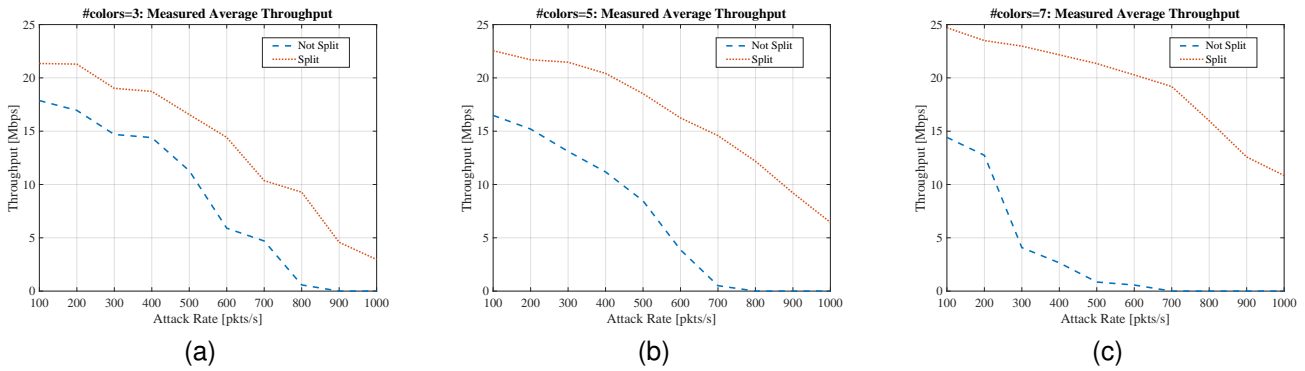 #colors=3: Measured Average Throughput
Not Split
Split
Throughput [Mbps]
25
20
15
10
5
0
100 200 300 400 500 600 700 800 900 1000
Attack Rate [pkts/s]
(a)
#colors=5: Measured Average Throughput
Not Split
Split
Throughput [Mbps]
25
20
15
10
5
0
100 200 300 400 500 600 700 800 900 1000
Attack Rate [pkts/s]
(b)
#colors=7: Measured Average Throughput
Not Split
Split
Throughput [Mbps]
25
20
15
10
5
0
100 200 300 400 500 600 700 800 900 1000
Attack Rate [pkts/s]
(c)